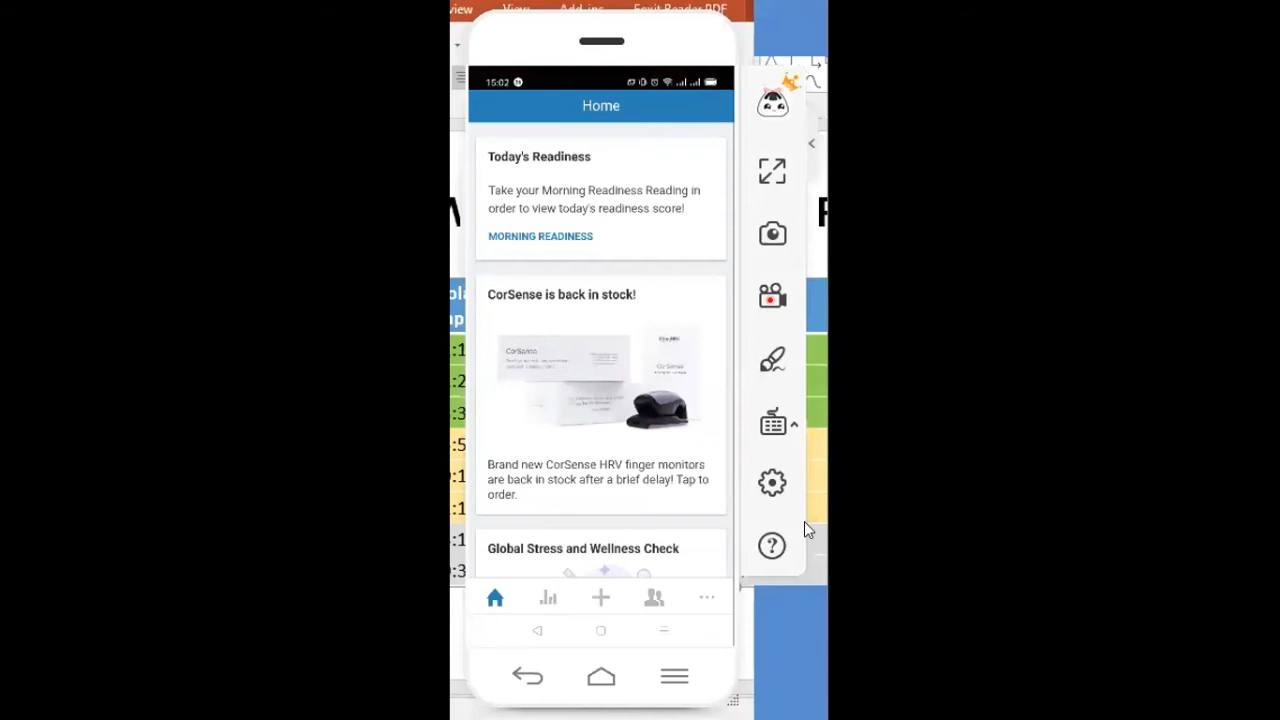 view View Add-ins Foxit Reader PDF
15:02
Home
Today's Readiness
Take your Morning Readiness Reading in
order to view today's readiness score!
MORNING READINESS
CorSense is back in stock!
CorSense
CorSense
Brand new CorSense HRV finger monitors
are back in stock after a brief delay! Tap to
order.
Global Stress and Wellness Check